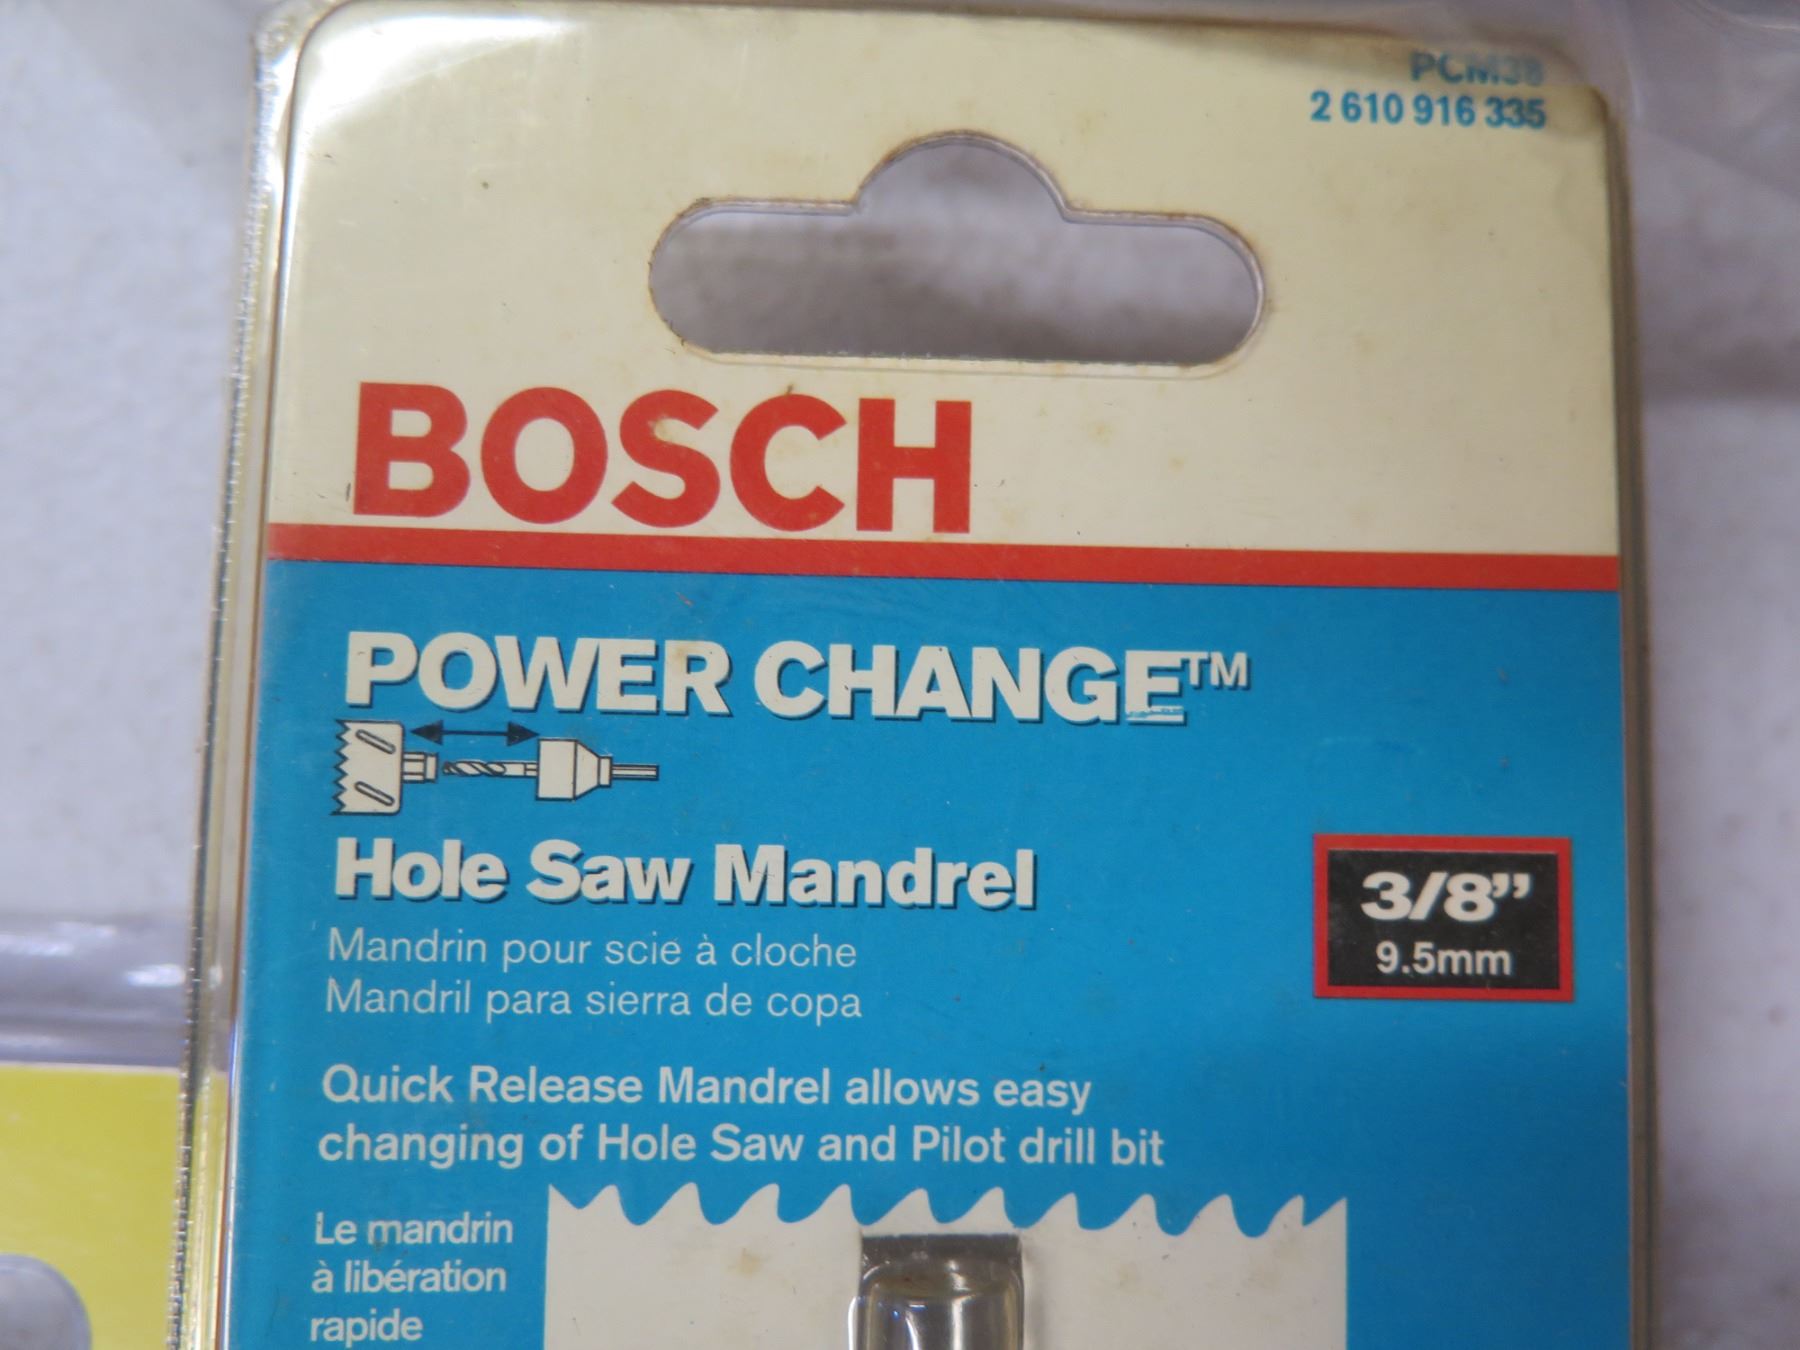 PCM38
2 610 916 335
BOSCH
POWER CHANGE™
Hole Saw Mandrel
3/8”
9.5mm
Mandrin pour scie à cloche
Mandril para sierra de copa
Quick Release Mandrel allows easy
changing of Hole Saw and Pilot drill bit
Le mandrin
à libération
rapide